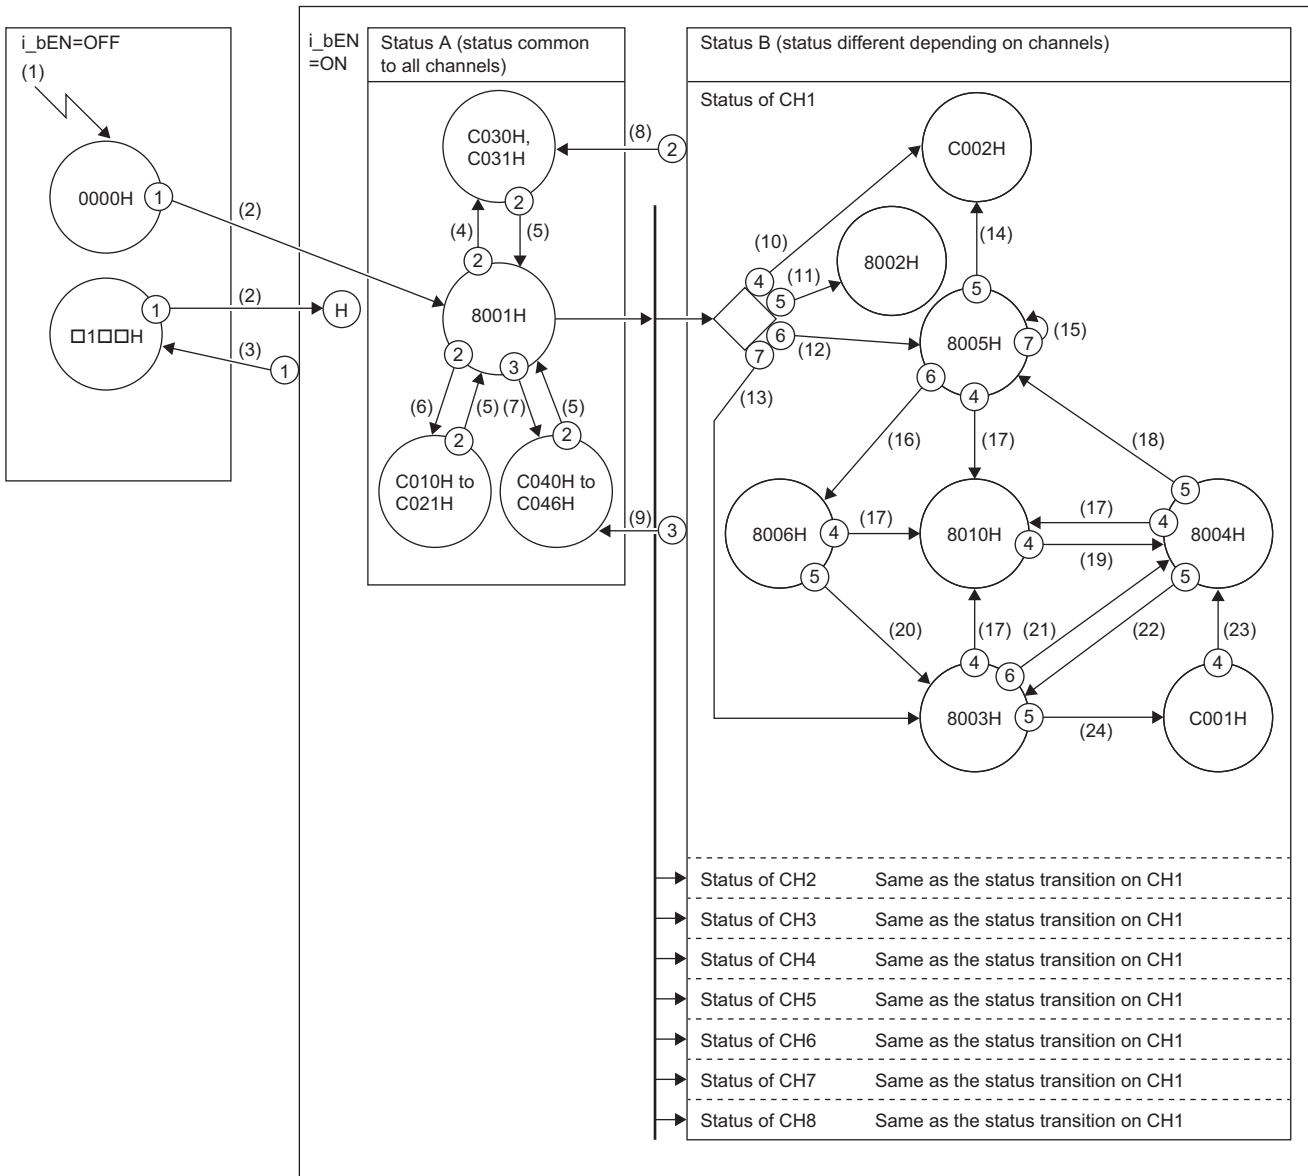 i_bEN=OFF
(1)
0000H
1
(2)
□1□□H
1
(2)
H
(3)
1
i_bEN
=ON
Status A (status common
to all channels)
C030H,
C031H
2
(8)
2
(4)
(5)
2
8001H
2
3
(6)
(5)
(7)
(5)
2
2
C010H to
C021H
C040H to
C046H
(9)
3
Status B (status different depending on channels)
Status of CH1
C002H
(10)
(14)
8002H
4
(11)
5
5
6
(12)
7
(13)
8005H
7
(15)
6
4
(16)
(17)
(18)
5
8006H
4
(17)
8010H
4
(17)
4
(19)
8004H
5
5
(20)
(17)
(21)
(22)
(23)
4
6
4
8003H
5
(24)
C001H
Status of CH2 Same as the status transition on CH1
Status of CH3 Same as the status transition on CH1
Status of CH4 Same as the status transition on CH1
Status of CH5 Same as the status transition on CH1
Status of CH6 Same as the status transition on CH1
Status of CH7 Same as the status transition on CH1
Status of CH8 Same as the status transition on CH1